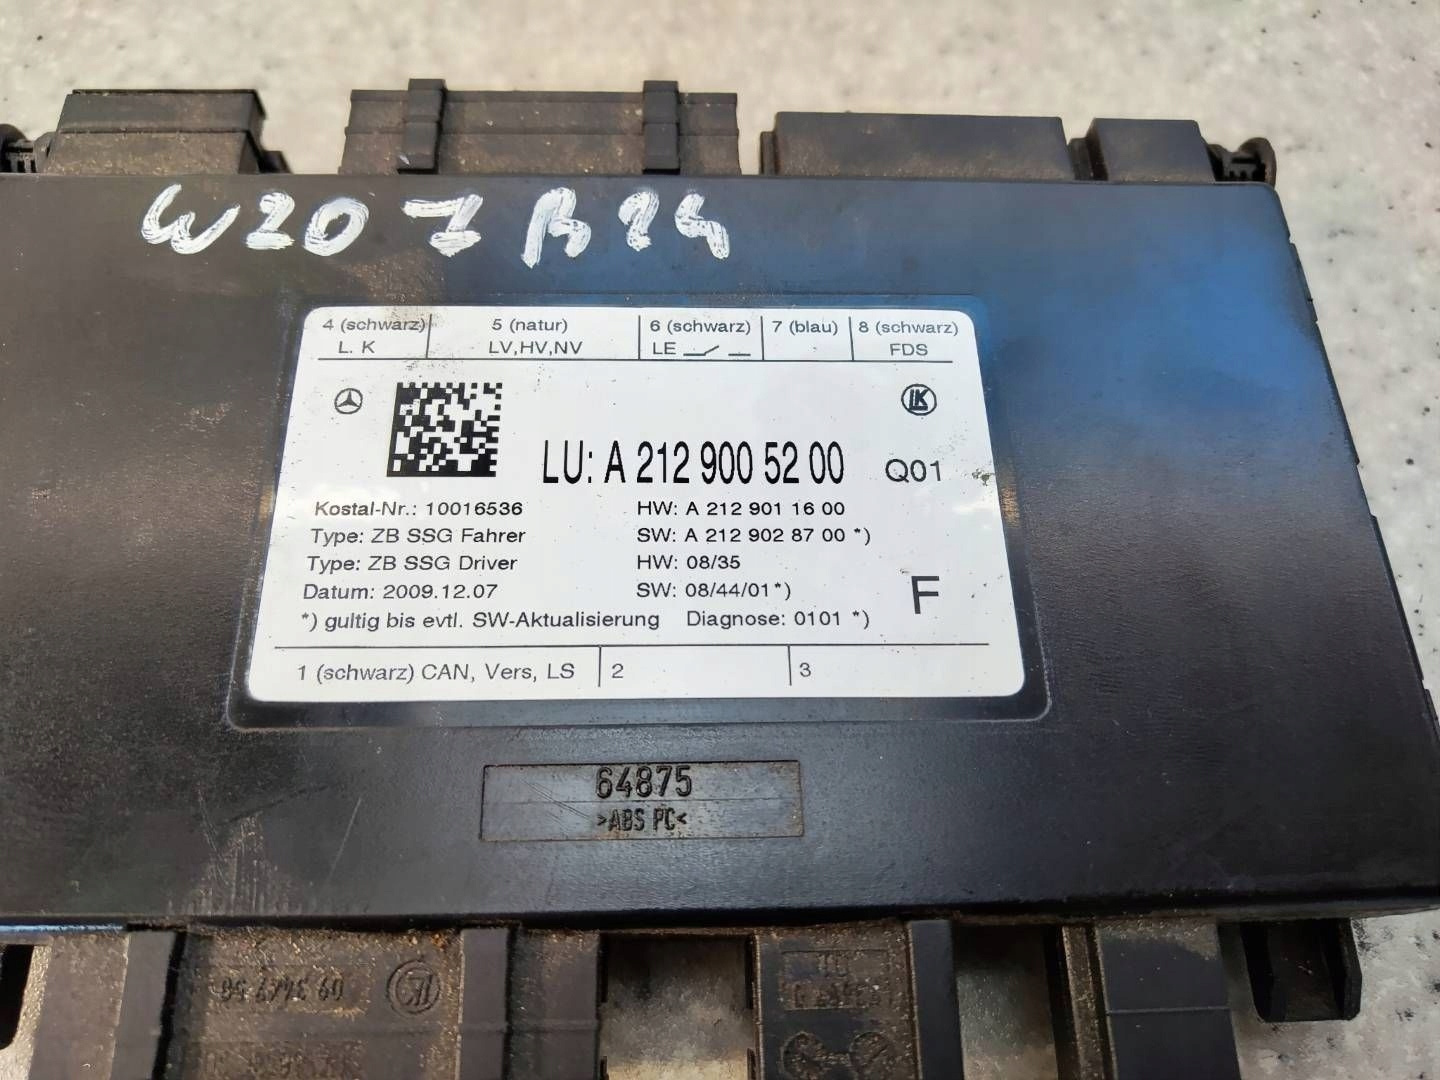 W207 R24
4 (schwarz) 5 (natur) 6 (schwarz) 7 (blau) 8 (schwarz)
L. K LV,HV,NV LE FDS
LK
LU: A 212 900 52 00 Q01
Kostal-Nr.: 10016536 HW: A 212 901 16 00
Type: ZB SSG Fahrer SW: A 212 902 87 00 *)
Type: ZB SSG Driver HW: 08/35
Datum: 2009.12.07 SW: 08/44/01*) F
*) gultig bis evtl. SW-Aktualisierung Diagnose: 0101 *)
1 (schwarz) CAN, Vers, LS 2 3
64875
>ABS PC<